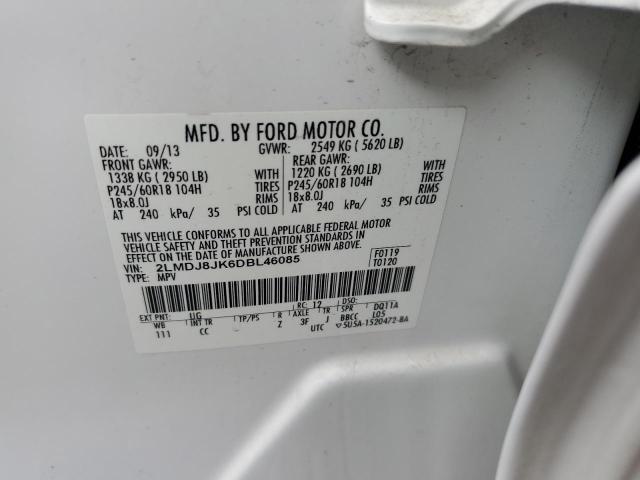 MFD. BY FORD MOTOR CO.
DATE: 09/13 GVWR: 2549 KG ( 5620 LB)
FRONT GAWR: REAR GAWR:
1338 KG ( 2950 LB) WITH 1220 KG ( 2690 LB) WITH
P245/60R18 104H TIRES P245/60R18 104H TIRES
18x8.0J RIMS 18x8.0J RIMS
AT 240 kPa/ 35 PSI COLD AT 240 kPa/ 35 PSI COLD
THIS VEHICLE CONFORMS TO ALL APPLICABLE FEDERAL MOTOR
VEHICLE SAFETY AND THEFT PREVENTION STANDARDS IN
EFFECT ON THE DATE OF MANUFACTURE SHOWN ABOVE.
VIN: 2LMDJ8JK6DBL46085 F0119
TYPE: MPV T0120
EXT PNT: UG RC: 12 DSO: DQ11A
WB INT TR TP/PS R AXLE TR SPR L05
111 CC Z 3F J BBCC
UTC 5U5A-1520472-BA